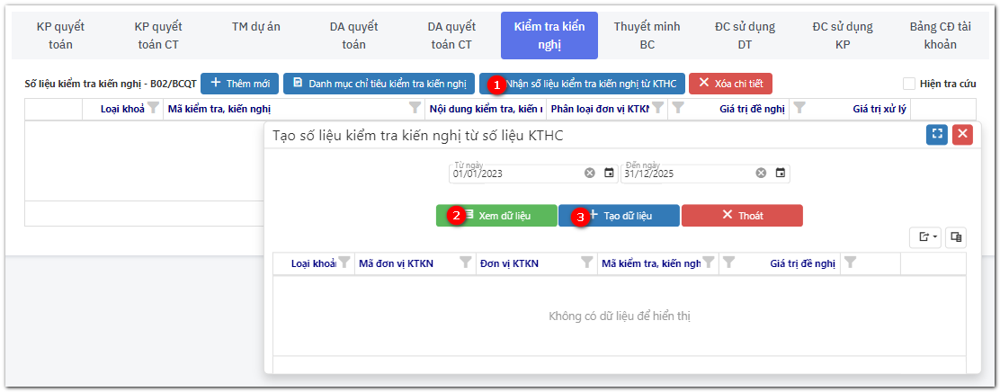 KP quyết toán
KP quyết toán CT
TM dự án
DA quyết toán
DA quyết toán CT
Kiểm tra kiến nghị
Thuyết minh BC
ĐC sử dụng DT
ĐC sử dụng KP
Bảng CĐ tài khoản
Số liệu kiểm tra kiến nghị - B02/BCQT
Thêm mới
Danh mục chỉ tiêu kiểm tra kiến nghị
1
Nhận số liệu kiểm tra kiến nghị từ KTHC
Xóa chi tiết
Hiện tra cứu
Loại khoả
Mã kiểm tra, kiến nghị
Nội dung kiểm tra, kiến r
Phân loại đơn vị KTKN
Giá trị đề nghị
Giá trị xử lý
Tạo số liệu kiểm tra kiến nghị từ số liệu KTHC
Từ ngày
01/01/2023
Đến ngày
31/12/2025
2
Xem dữ liệu
3
Tạo dữ liệu
Thoát
Loại khoả
Mã đơn vị KTKN
Đơn vị KTKN
Mã kiểm tra, kiến ngh
Giá trị đề nghị
Không có dữ liệu để hiển thị